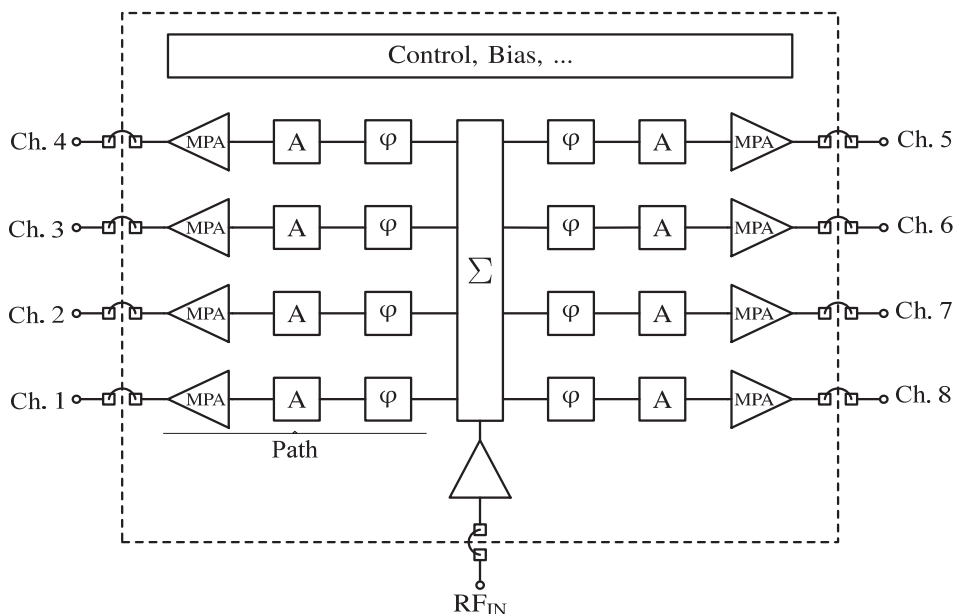 Control, Bias, ...
Ch. 4 MPA A φ φ A MPA Ch. 5
Ch. 3 MPA A φ φ A MPA Ch. 6
Σ
Ch. 2 MPA A φ φ A MPA Ch. 7
Ch. 1 MPA A φ φ A MPA Ch. 8
Path
RF_IN